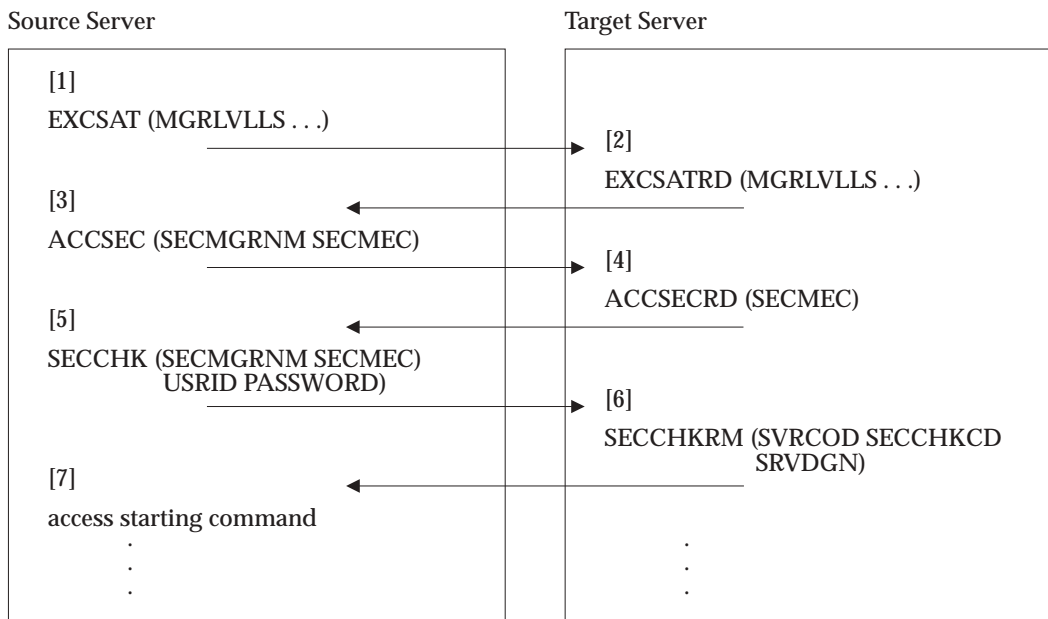 Source Server
Target Server
[1]
EXCSAT (MGRLVLLS . . .)
[2]
EXCSATRD (MGRLVLLS . . .)
[3]
ACCSEC (SECMGRNM SECMEC)
[4]
ACCSECRD (SECMEC)
[5]
SECCHK (SECMGRNM SECMEC)
USRID PASSWORD)
[6]
SECCHKRM (SVRCOD SECCHKCD
SRVDGN)
[7]
access starting command
. .
. .
. .